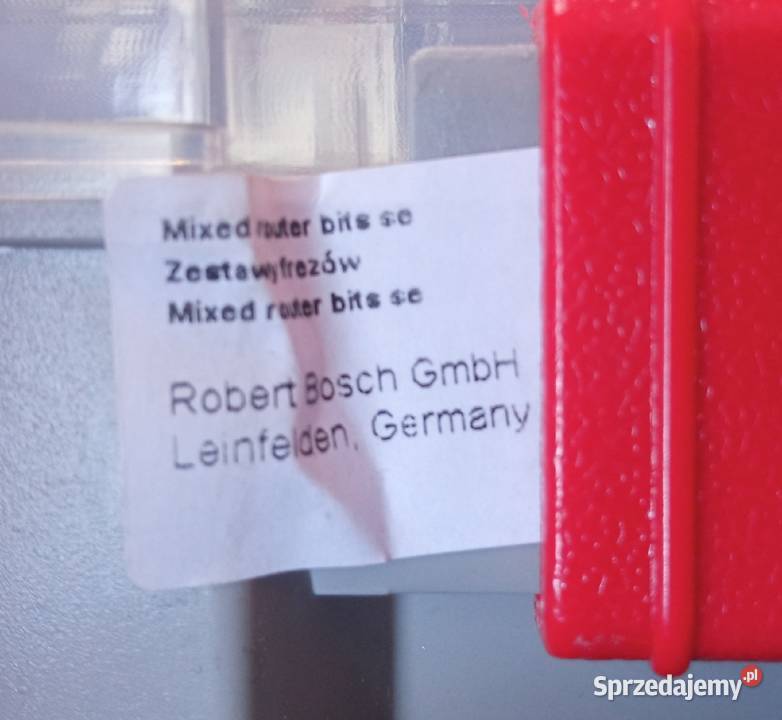 Mixed router bits se
Zestawy frezów
Mixed router bits se
Robert Bosch GmbH
Leinfelden, Germany
Sprzedajemy.pl